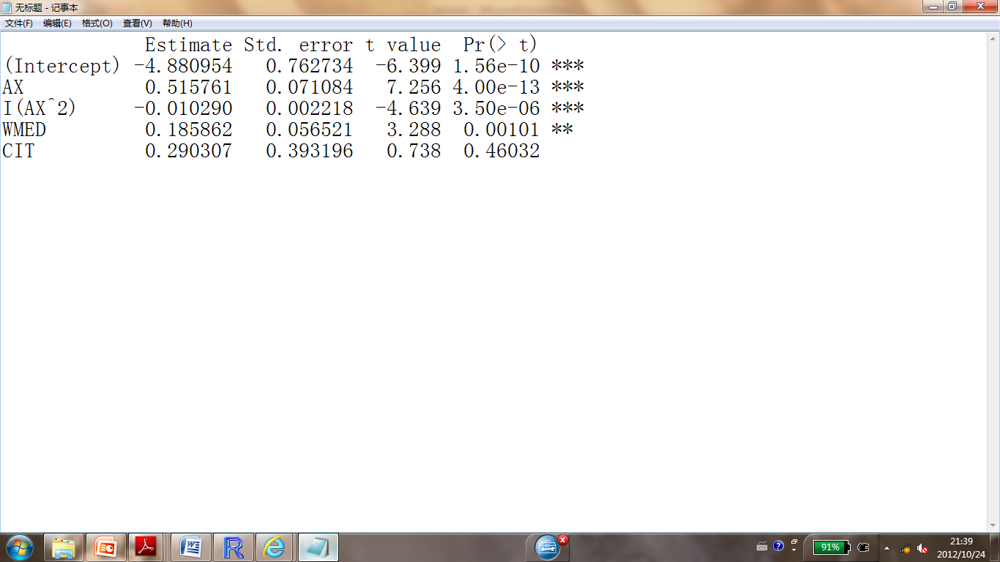 无标题 - 记事本
文件(F) 编辑(E) 格式(O) 查看(V) 帮助(H)
Estimate Std. error t value Pr(> t)
(Intercept) -4.880954 0.762734 -6.399 1.56e-10 ***
AX 0.515761 0.071084 7.256 4.00e-13 ***
I(AX^2) -0.010290 0.002218 -4.639 3.50e-06 ***
WMED 0.185862 0.056521 3.288 0.00101 **
CIT 0.290307 0.393196 0.738 0.46032
91%
21:39
2012/10/24